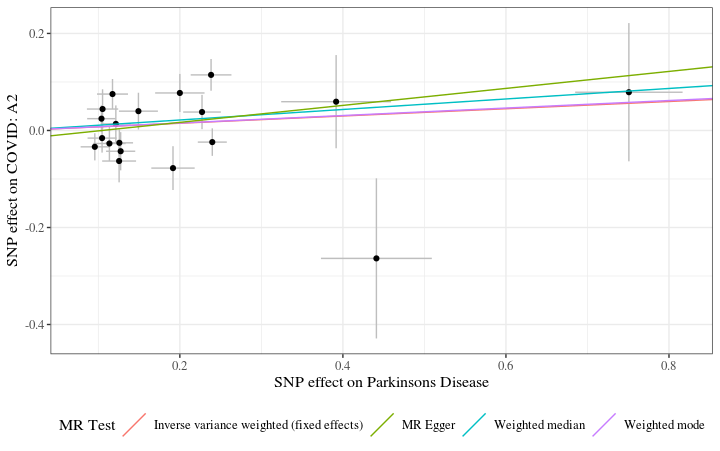 0.2
0.0
-0.2
-0.4
SNP effect on COVID: A2
0.2 0.4 0.6 0.8
SNP effect on Parkinsons Disease
MR Test Inverse variance weighted (fixed effects) MR Egger Weighted median Weighted mode